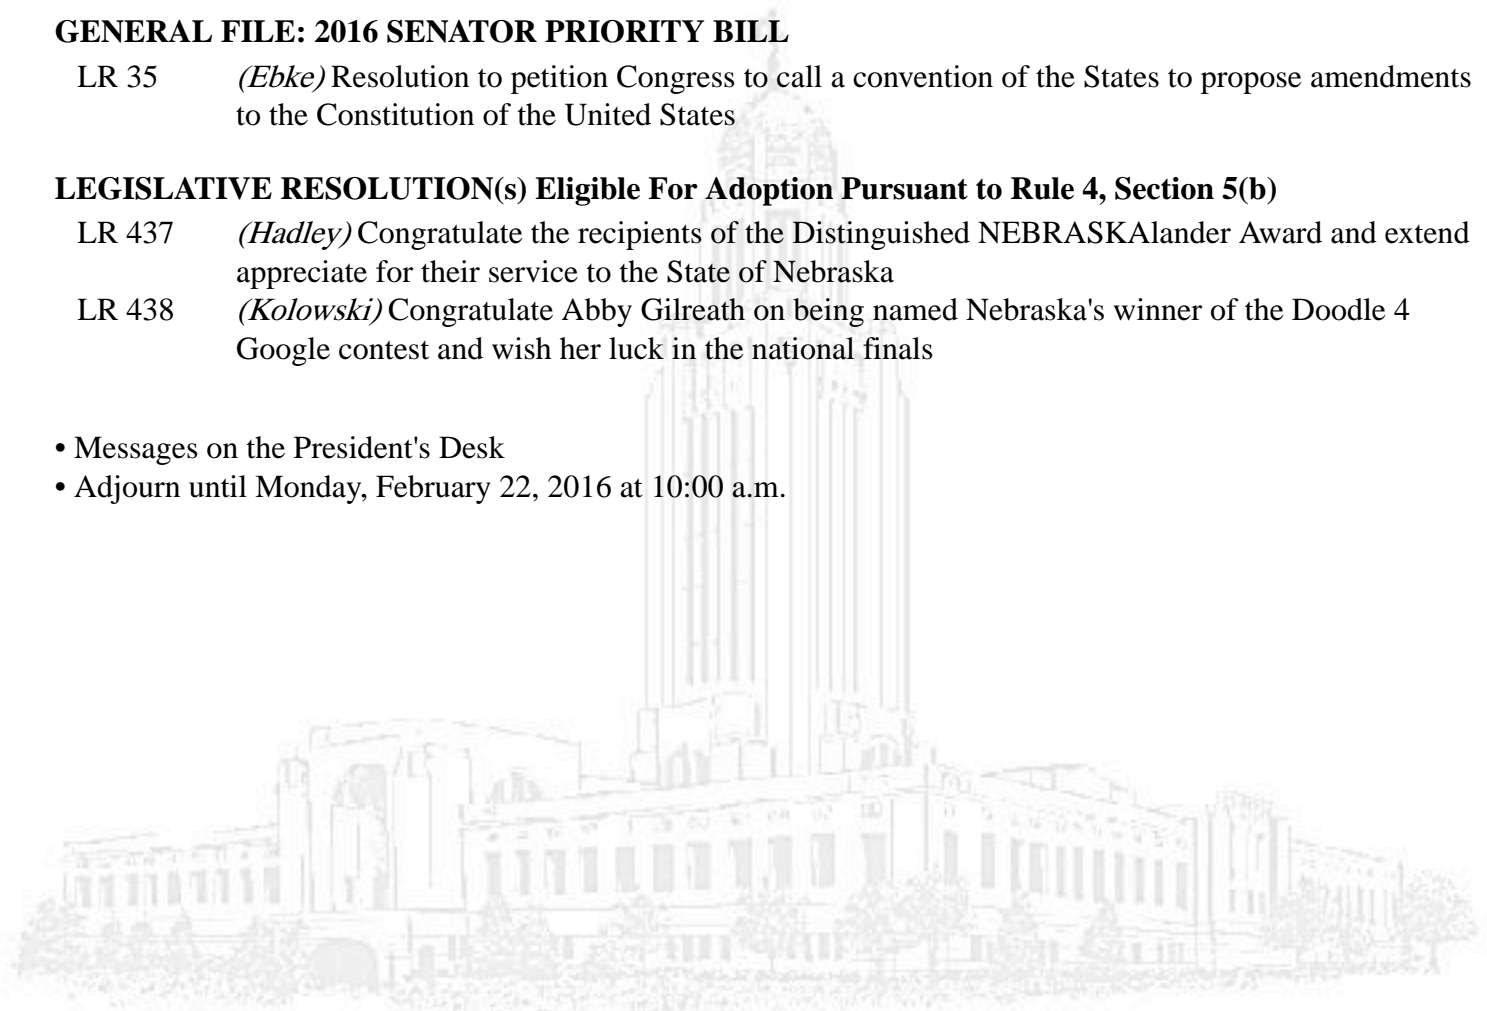 GENERAL FILE: 2016 SENATOR PRIORITY BILL
LR 35 (Ebke) Resolution to petition Congress to call a convention of the States to propose amendments
to the Constitution of the United States
LEGISLATIVE RESOLUTION(s) Eligible For Adoption Pursuant to Rule 4, Section 5(b)
LR 437 (Hadley) Congratulate the recipients of the Distinguished NEBRASKAlander Award and extend
appreciate for their service to the State of Nebraska
LR 438 (Kolowski) Congratulate Abby Gilreath on being named Nebraska's winner of the Doodle 4
Google contest and wish her luck in the national finals
• Messages on the President's Desk
• Adjourn until Monday, February 22, 2016 at 10:00 a.m.